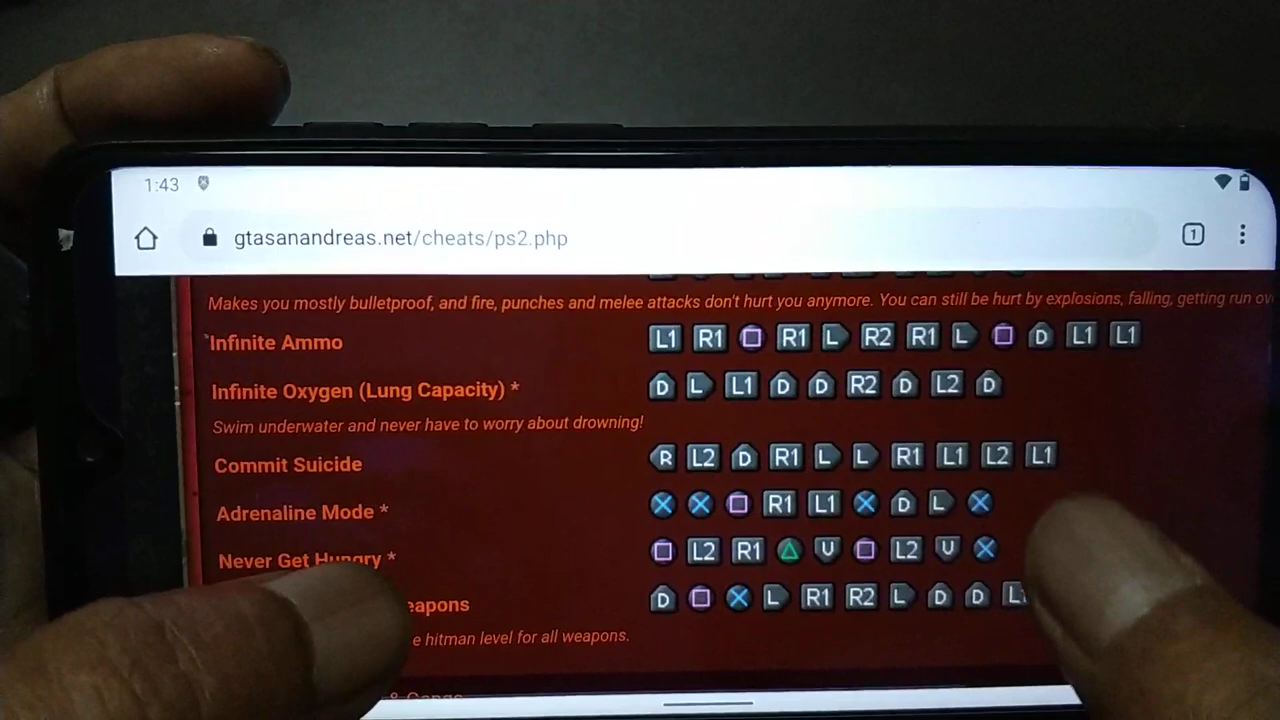 1:43
gtasanandreas.net/cheats/ps2.php
1
Makes you mostly bulletproof, and fire, punches and melee attacks don't hurt you anymore. You can still be hurt by explosions, falling, getting run
Infinite Ammo L1 R1 R1 L R2 R1 L D L1 L1
Infinite Oxygen (Lung Capacity) * D L L1 D D R2 D L2 D
Swim underwater and never have to worry about drowning!
Commit Suicide R L2 D R1 L L R1 L1 L2 L1
Adrenaline Mode * R1 L1 D L
Never Get Hungry * L2 R1 U L2 U
eapons D L R1 R2 L D D
e hitman level for all weapons.